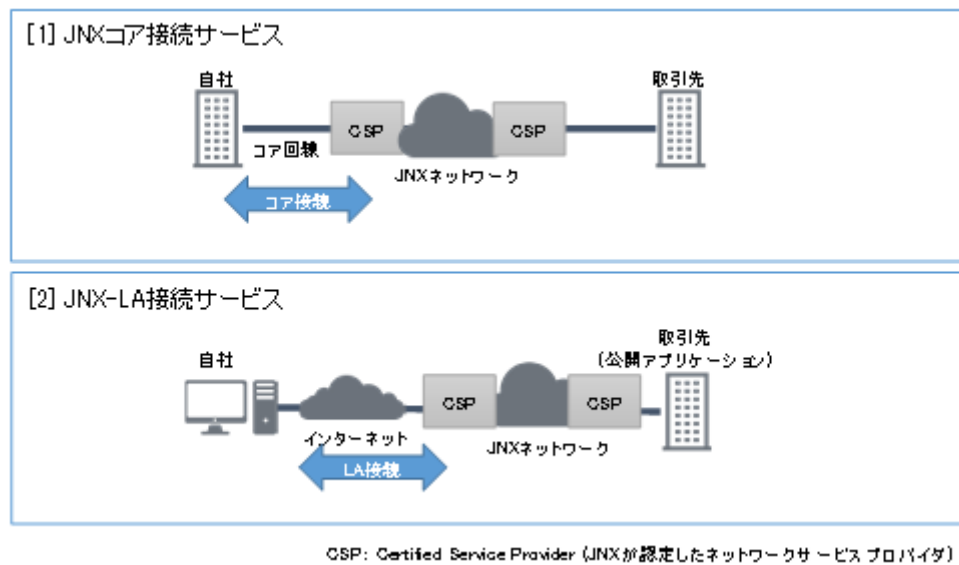 [1] JNXコア接続サービス
自社
取引先
CSP
CSP
コア回線
JNXネットワーク
コア接続
[2] JNX-LA接続サービス
取引先
(公開アプリケーション)
自社
CSP
CSP
インターネット
JNXネットワーク
LA接続
CSP: Certified Service Provider (JNXが認定したネットワークサービスプロバイダ)